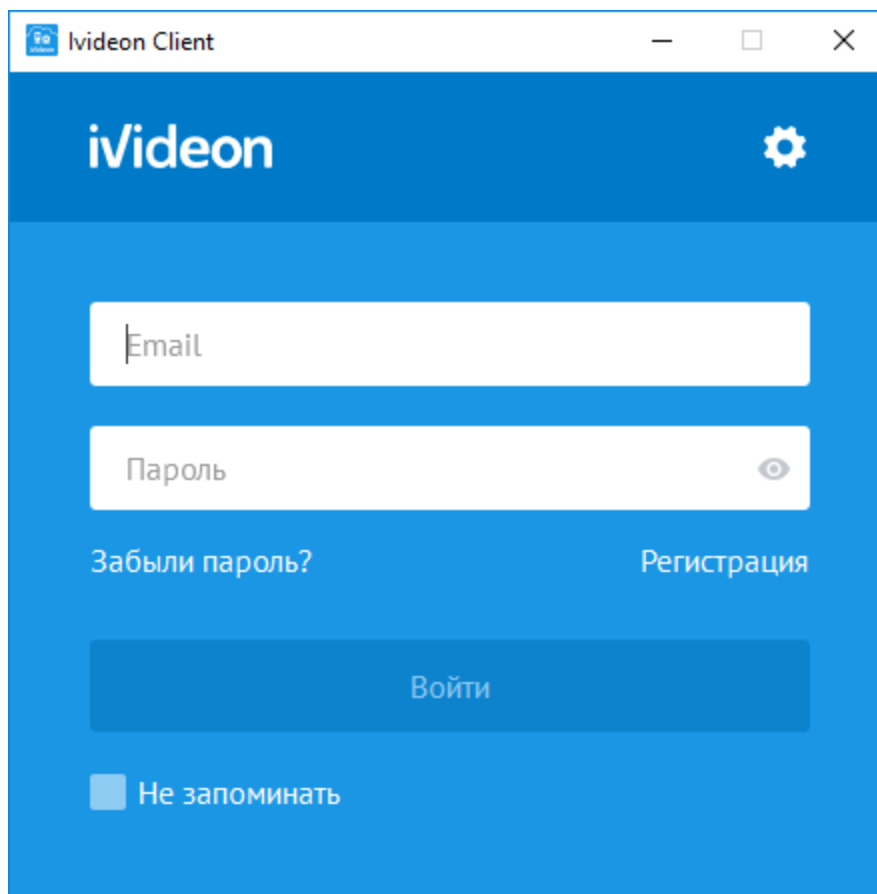 Ivideon Client
iVideon
Email
Пароль
Забыли пароль? Регистрация
Войти
Не запоминать